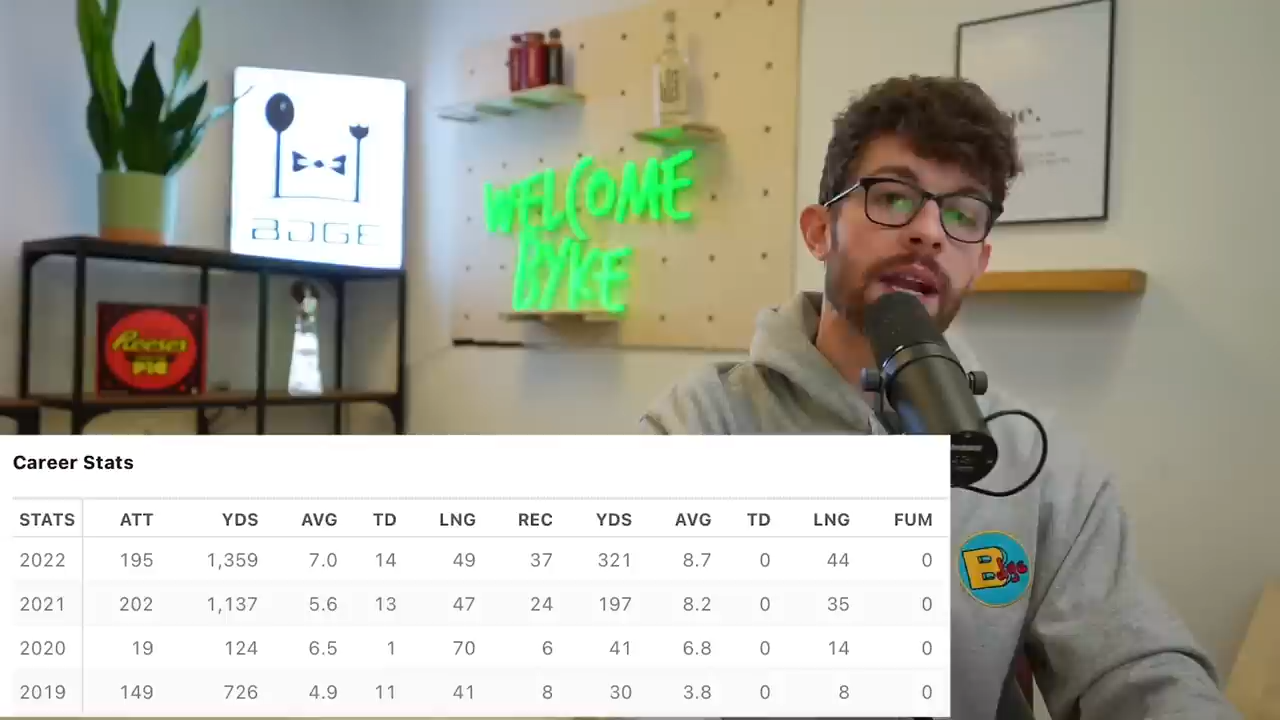 BDGE
WELCOME
BYKE
Reese's
PIE
Career Stats
STATS ATT YDS AVG TD LNG REC YDS AVG TD LNG FUM
2022 195 1,359 7.0 14 49 37 321 8.7 0 44 0
2021 202 1,137 5.6 13 47 24 197 8.2 0 35 0
2020 19 124 6.5 1 70 6 41 6.8 0 14 0
2019 149 726 4.9 11 41 8 30 3.8 0 8 0